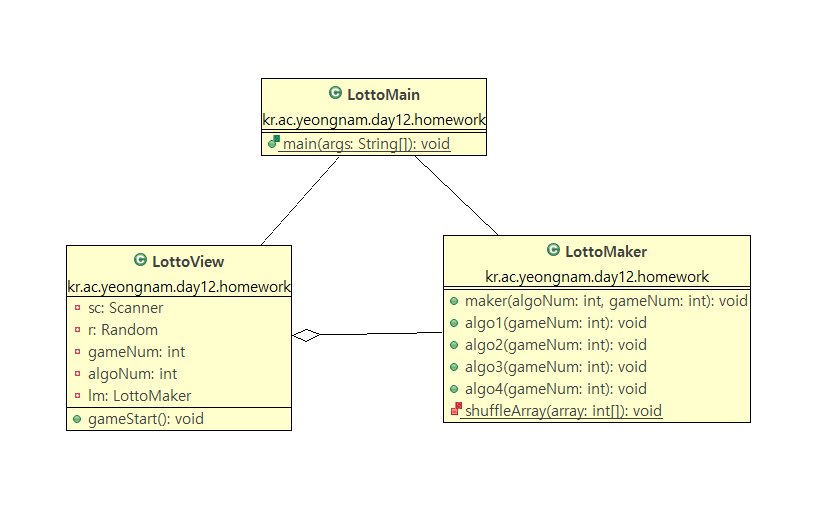 LottoMain
kr.ac.yeongnam.day12.homework
main(args: String[]): void
LottoView
kr.ac.yeongnam.day12.homework
sc: Scanner
r: Random
gameNum: int
algoNum: int
lm: LottoMaker
gameStart(): void
LottoMaker
kr.ac.yeongnam.day12.homework
maker(algoNum: int, gameNum: int): void
algo1(gameNum: int): void
algo2(gameNum: int): void
algo3(gameNum: int): void
algo4(gameNum: int): void
shuffleArray(array: int[]): void